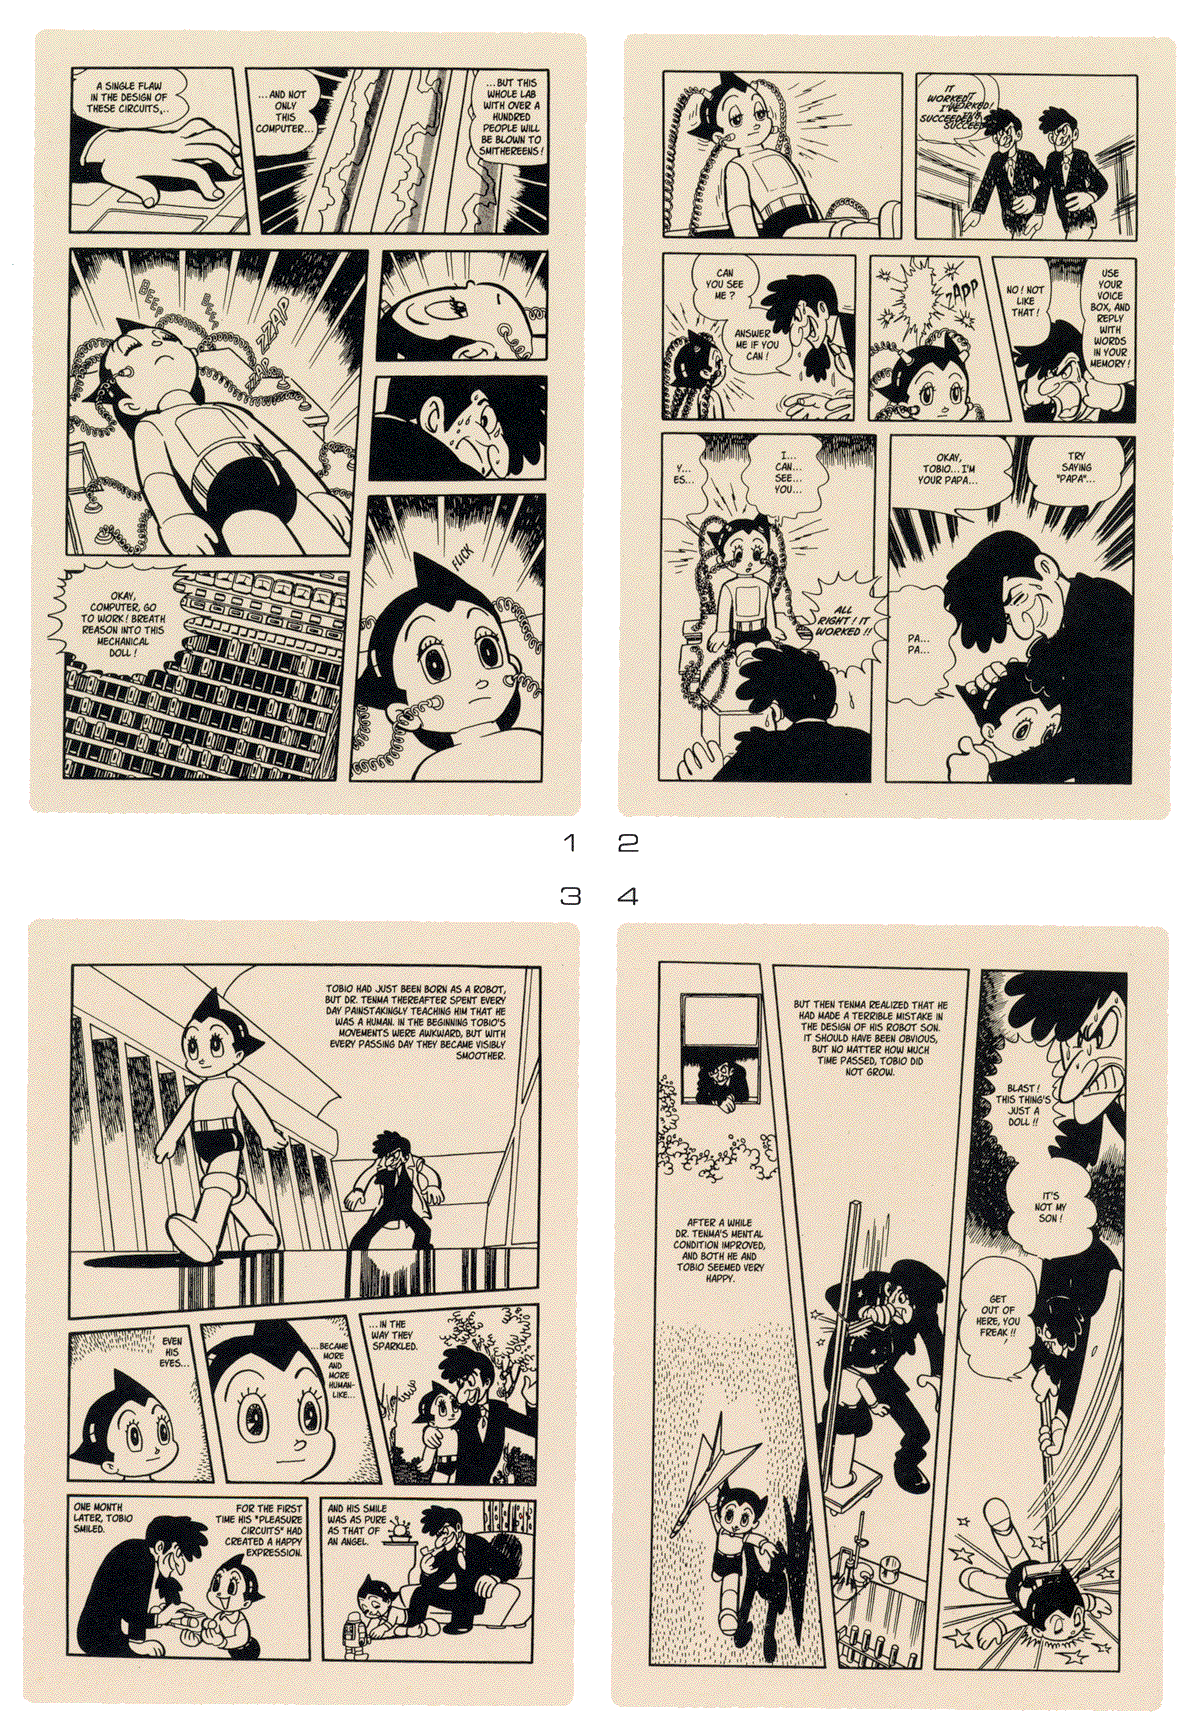 A SINGLE FLAW
IN THE DESIGN OF
THESE CIRCUITS,..
...AND NOT
ONLY
THIS
COMPUTER...
...BUT THIS
WHOLE LAB
WITH OVER A
HUNDRED
PEOPLE WILL
BE BLOWN TO
SMITHEREENS!
BEEP
BEEP
ZZAP
ZZAP
OKAY,
COMPUTER, GO
TO WORK! BREATH
REASON INTO THIS
MECHANICAL
DOLL!
FLICK
1
IT
WORKED!
I'VE
SUCCEEDED!
IT
WORKED!
SUCCEED
CAN
YOU SEE
ME?
ANSWER
ME IF YOU
CAN!
ZAPP
NO! NOT
LIKE
THAT!
USE
YOUR
VOICE
BOX, AND
REPLY
WITH
WORDS
IN YOUR
MEMORY!
Y...
ES...
I...
CAN...
SEE...
YOU...
ALL
RIGHT! IT
WORKED!!
OKAY,
TOBIO...I'M
YOUR PAPA...
TRY
SAYING
"PAPA"...
PA...
PA...
2
3
TOBIO HAD JUST BEEN BORN AS A ROBOT,
BUT DR. TENMA THEREAFTER SPENT EVERY
DAY PAINSTAKINGLY TEACHING HIM THAT HE
WAS A HUMAN. IN THE BEGINNING TOBIO'S
MOVEMENTS WERE AWKWARD, BUT WITH
EVERY PASSING DAY THEY BECAME VISIBLY
SMOOTHER.
EVEN
HIS
EYES...
...BECAME
MORE
AND
MORE
HUMAN-
LIKE...
...IN THE
WAY THEY
SPARKLED.
ONE MONTH
LATER, TOBIO
SMILED.
FOR THE FIRST
TIME HIS "PLEASURE
CIRCUITS" HAD
CREATED A HAPPY
EXPRESSION.
AND HIS SMILE
WAS AS PURE
AS THAT OF
AN ANGEL.
4
AFTER A WHILE
DR. TENMA'S MENTAL
CONDITION IMPROVED,
AND BOTH HE AND
TOBIO SEEMED VERY
HAPPY.
BUT THEN TENMA REALIZED THAT HE
HAD MADE A TERRIBLE MISTAKE IN
THE DESIGN OF HIS ROBOT SON.
IT SHOULD HAVE BEEN OBVIOUS,
BUT NO MATTER HOW MUCH
TIME PASSED, TOBIO DID
NOT GROW.
BLAST!
THIS THING'S
JUST A
DOLL!!
IT'S
NOT MY
SON!
GET
OUT OF
HERE, YOU
FREAK!!